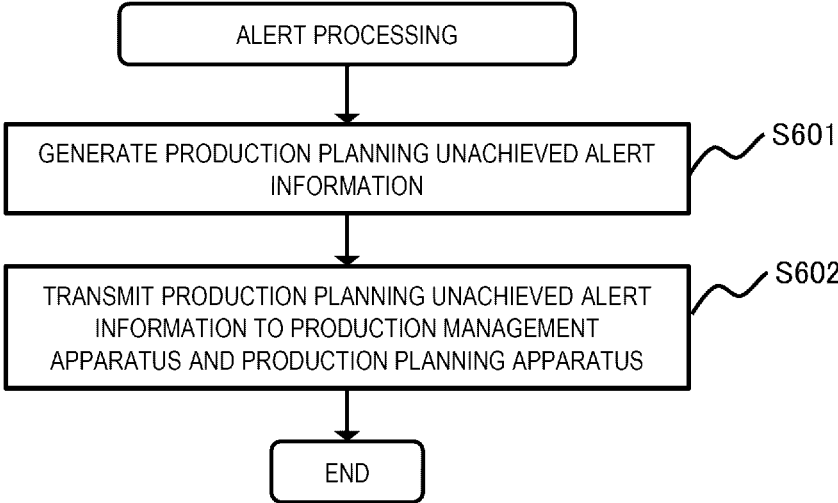 ALERT PROCESSING
GENERATE PRODUCTION PLANNING UNACHIEVED ALERT
INFORMATION
S601
TRANSMIT PRODUCTION PLANNING UNACHIEVED ALERT
INFORMATION TO PRODUCTION MANAGEMENT
APPARATUS AND PRODUCTION PLANNING APPARATUS
S602
END